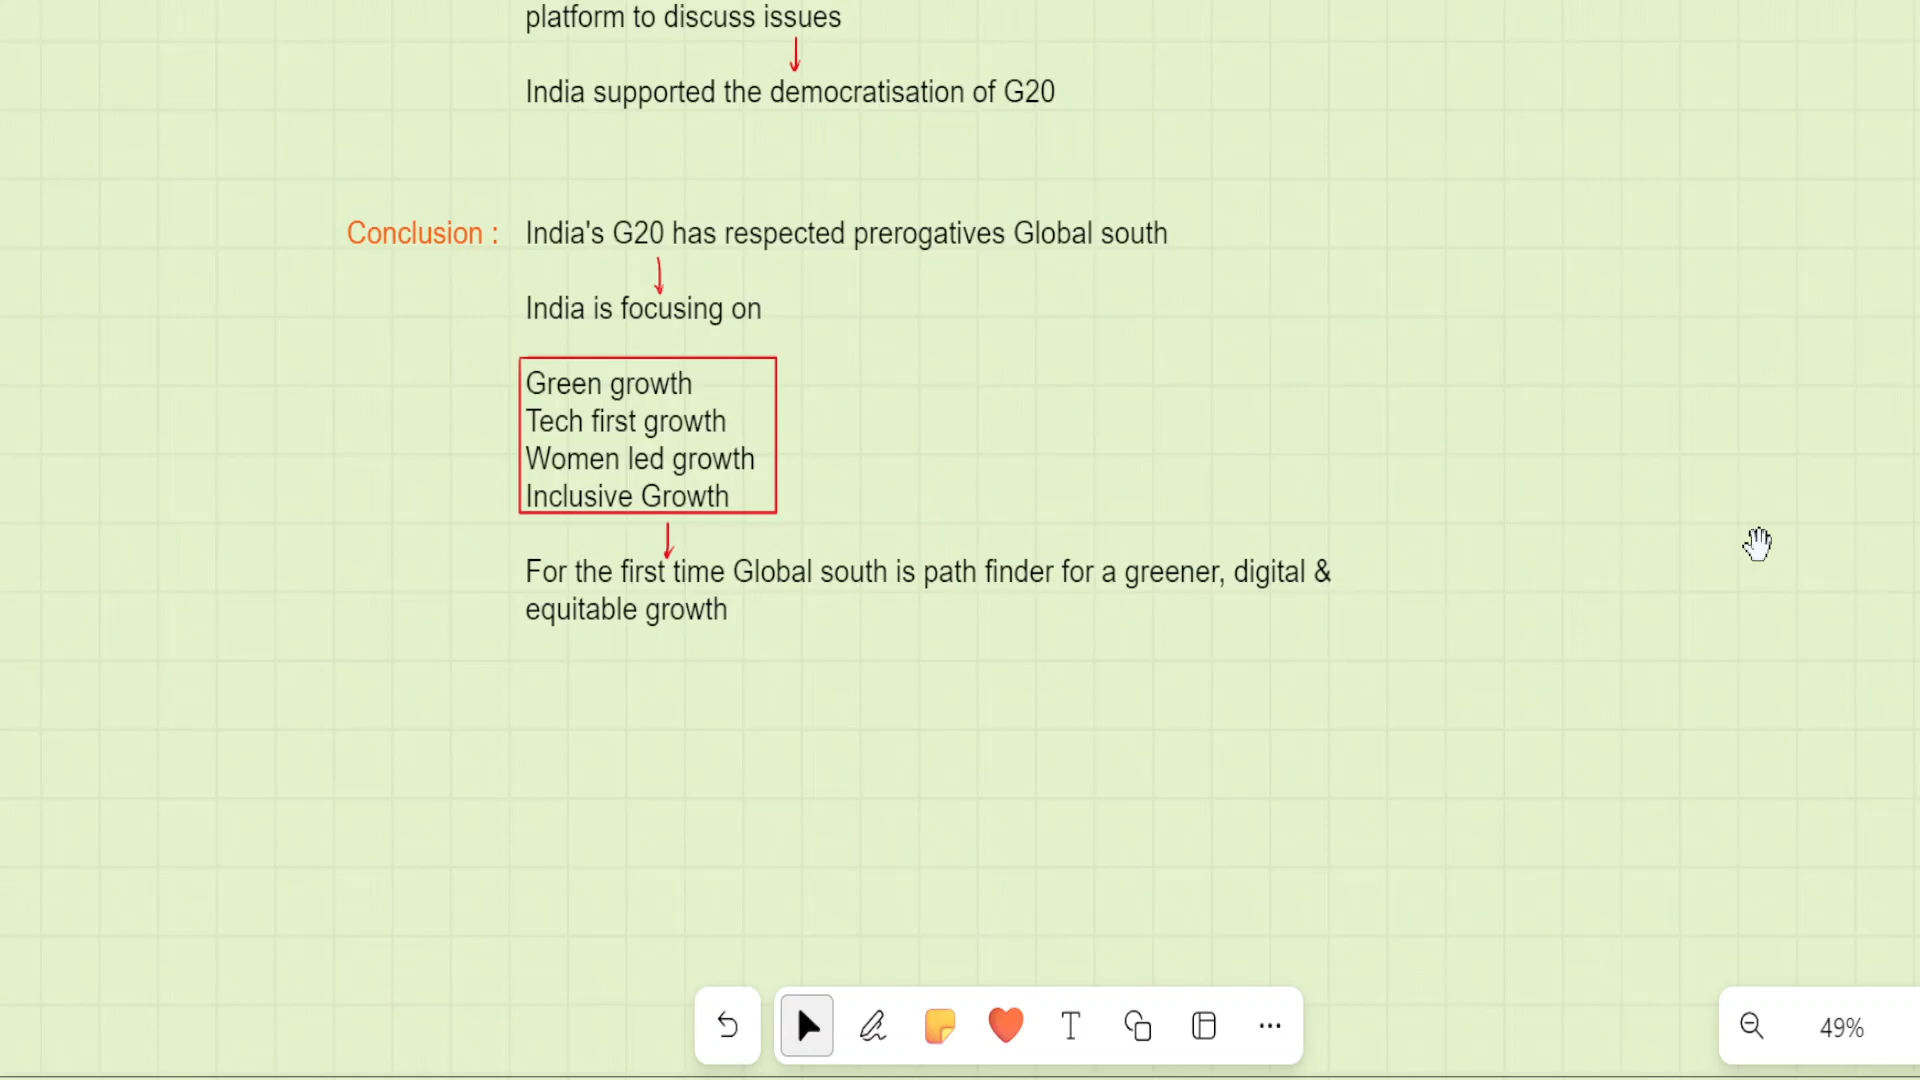 platform to discuss issues
India supported the democratisation of G20
Conclusion : India's G20 has respected prerogatives Global south
India is focusing on
Green growth
Tech first growth
Women led growth
Inclusive Growth
For the first time Global south is path finder for a greener, digital &
equitable growth
T
49%